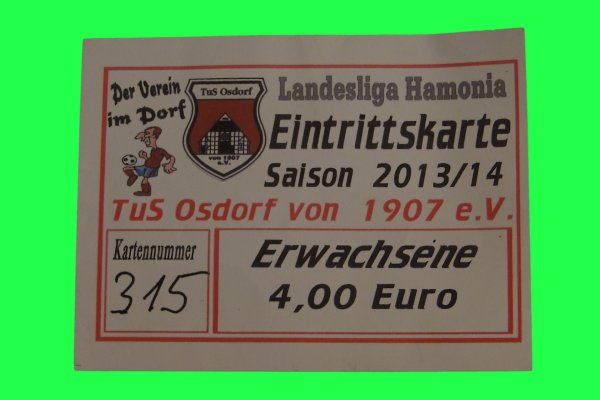 Der Verein
im Dorf
TuS Osdorf
von 1907
e.V.
Landesliga Hamonia
Eintrittskarte
Saison 2013/14
TuS Osdorf von 1907 e.V.
Kartennummer
315
Erwachsene
4,00 Euro